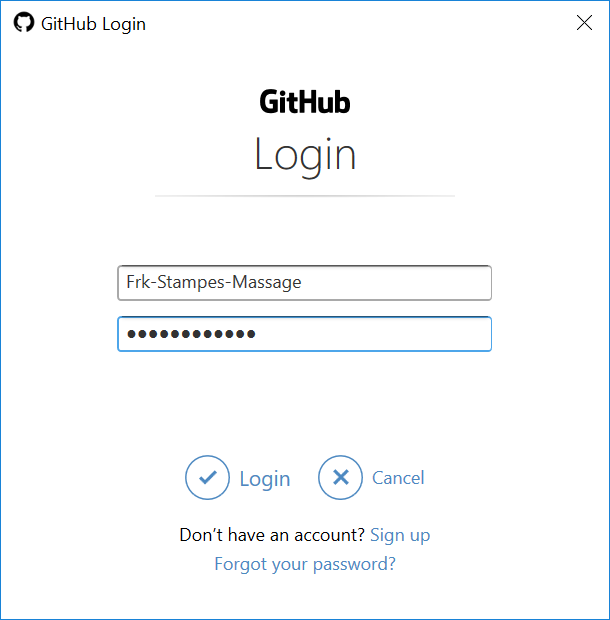 GitHub Login
GitHub
Login
Frk-Stampes-Massage
●●●●●●●●●●●●
Login Cancel
Don't have an account? Sign up
Forgot your password?